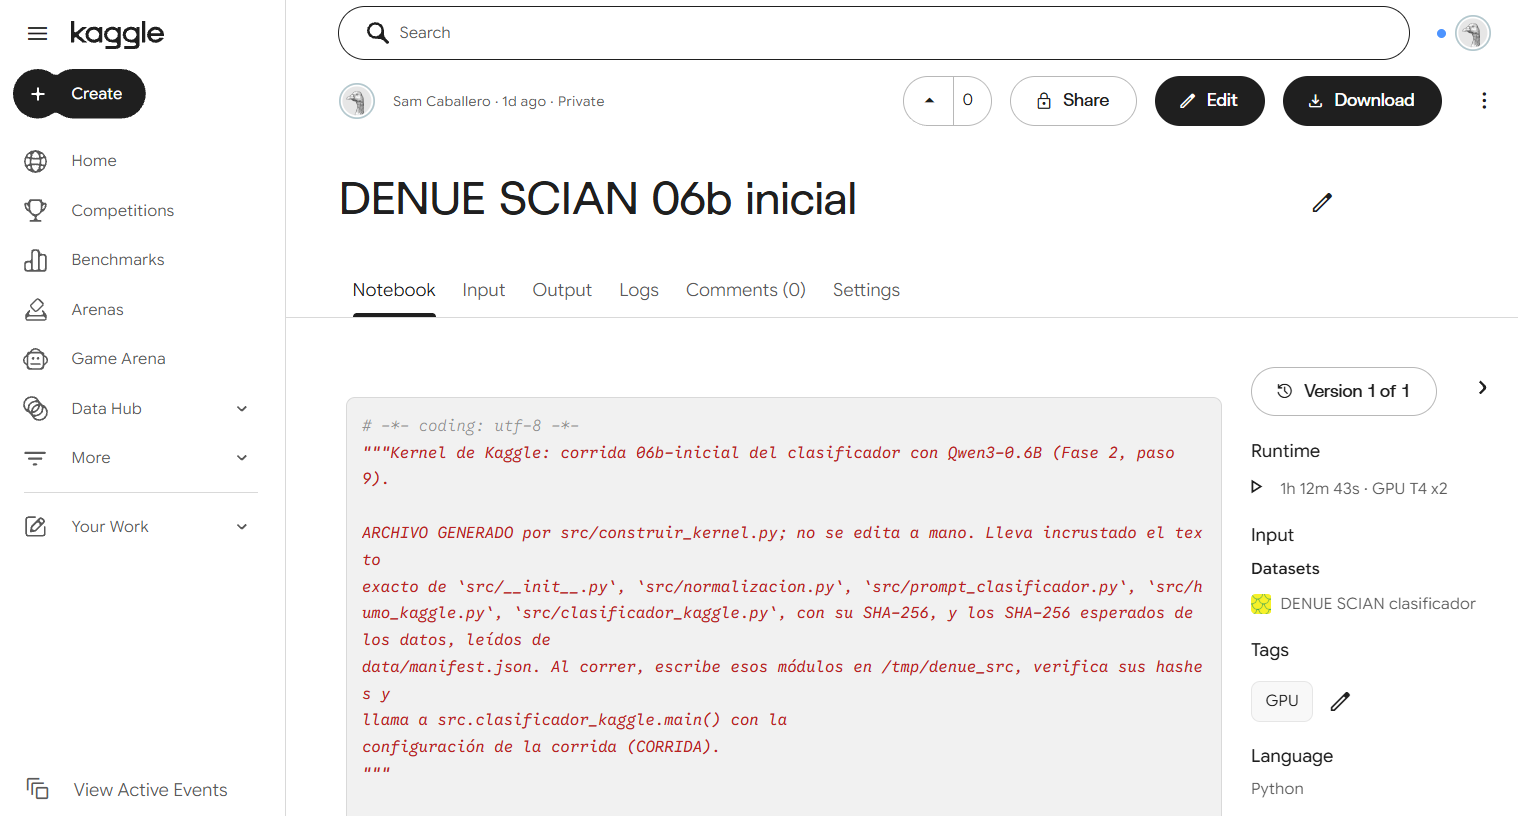 kaggle
Search
Create
Sam Caballero · 1d ago · Private
0
Share
Edit
Download
Home
Competitions
Benchmarks
Arenas
Game Arena
Data Hub
More
Your Work
View Active Events
DENUE SCIAN 06b inicial
Notebook Input Output Logs Comments (0) Settings
# -*- coding: utf-8 -*-
"""Kernel de Kaggle: corrida 06b-inicial del clasificador con Qwen3-0.6B (Fase 2, paso
9).
ARCHIVO GENERADO por src/construir_kernel.py; no se edita a mano. Lleva incrustado el tex
to
exacto de `src/__init__.py`, `src/normalizacion.py`, `src/prompt_clasificador.py`, `src/h
umo_kaggle.py`, `src/clasificador_kaggle.py`, con su SHA-256, y los SHA-256 esperados de
los datos, leídos de
data/manifest.json. Al correr, escribe esos módulos en /tmp/denue_src, verifica sus hashe
s y
llama a src.clasificador_kaggle.main() con la
configuración de la corrida (CORRIDA).
"""
Version 1 of 1
Runtime
1h 12m 43s · GPU T4 x2
Input
Datasets
DENUE SCIAN clasificador
Tags
GPU
Language
Python